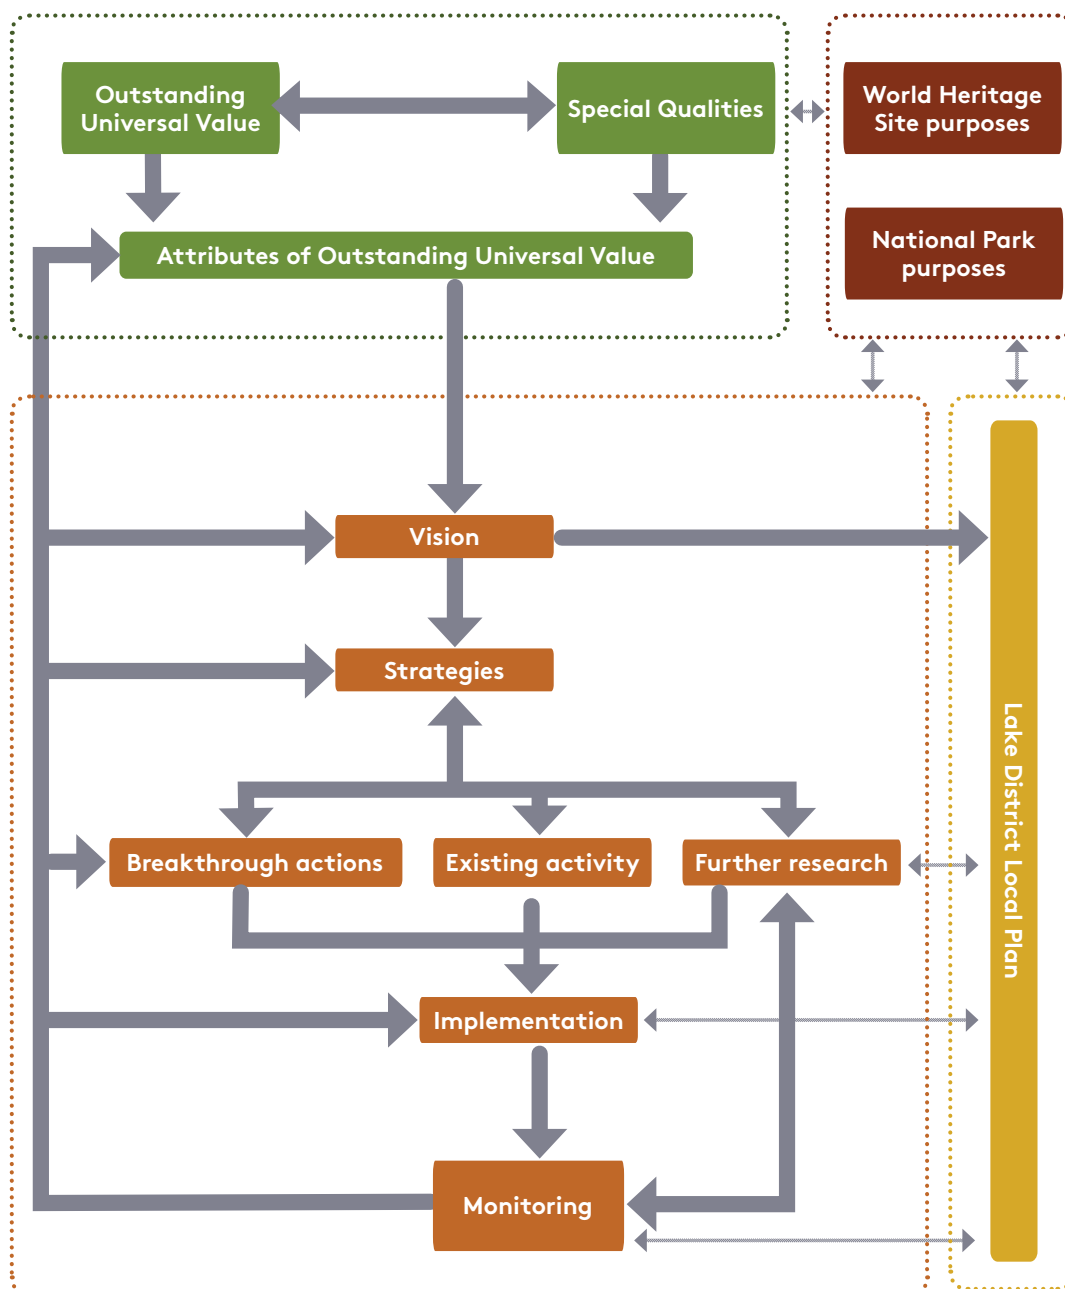 Outstanding
Universal Value
Special Qualities
World Heritage
Site purposes
National Park
purposes
Attributes of Outstanding Universal Value
Vision
Strategies
Breakthrough actions
Existing activity
Further research
Lake District Local Plan
Implementation
Monitoring